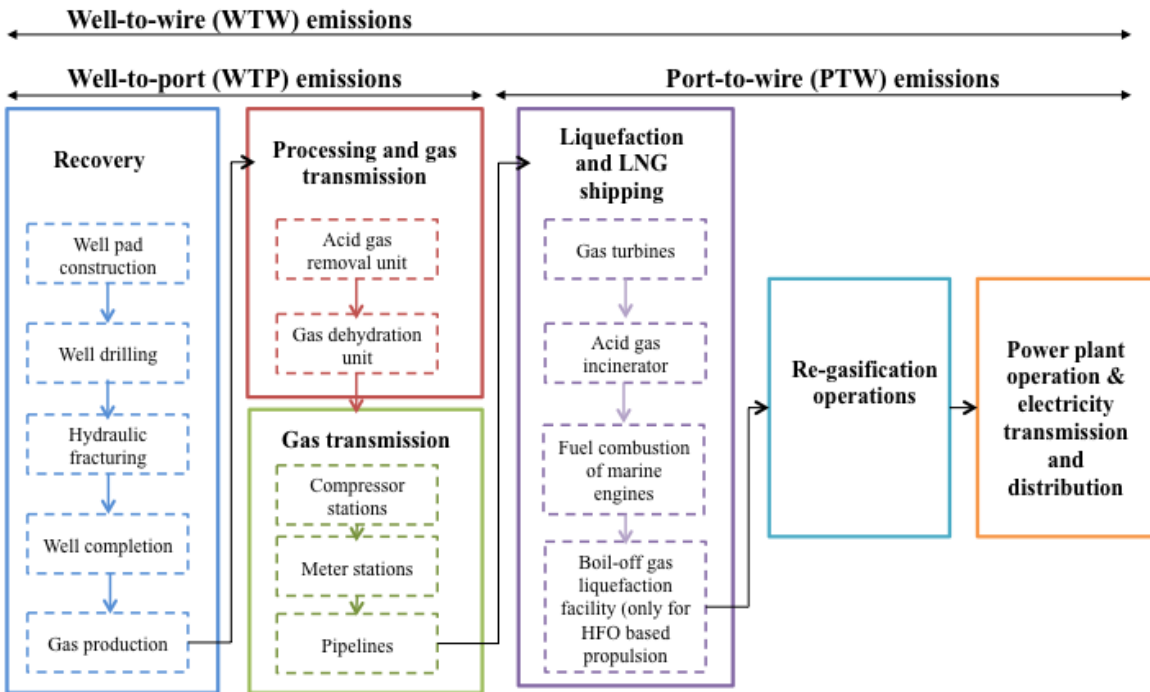 Well-to-wire (WTW) emissions
Well-to-port (WTP) emissions
Port-to-wire (PTW) emissions
Recovery
Well pad
construction
Well drilling
Hydraulic
fracturing
Well completion
Gas production
Processing and gas
transmission
Acid gas
removal unit
Gas dehydration
unit
Gas transmission
Compressor
stations
Meter stations
Pipelines
Liquefaction
and LNG
shipping
Gas turbines
Acid gas
incinerator
Fuel combustion
of marine
engines
Boil-off gas
liquefaction
facility (only for
HFO based
propulsion
Re-gasification
operations
Power plant
operation &
electricity
transmission
and
distribution